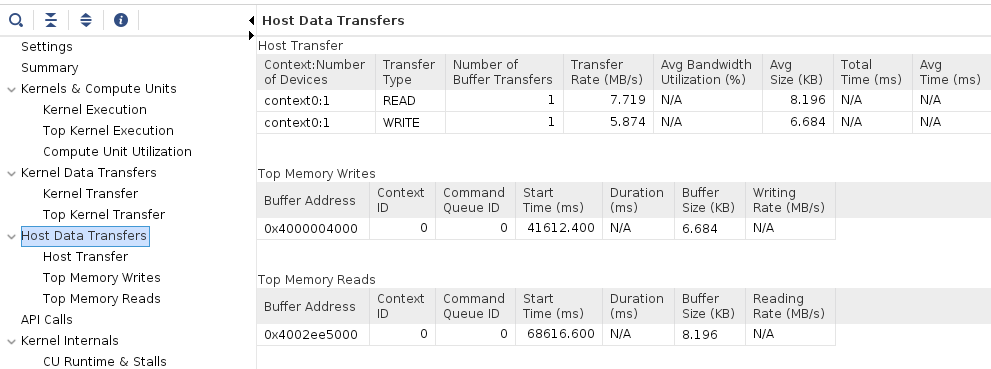 Host Data Transfers
Settings
Summary
Kernels & Compute Units
Kernel Execution
Top Kernel Execution
Compute Unit Utilization
Kernel Data Transfers
Kernel Transfer
Top Kernel Transfer
Host Data Transfers
Host Transfer
Top Memory Writes
Top Memory Reads
API Calls
Kernel Internals
CU Runtime & Stalls
Host Transfer
Context:Number of Devices Transfer Type Number of Buffer Transfers Transfer Rate (MB/s) Avg Bandwidth Utilization (%) Avg Size (KB) Total Time (ms) Avg Time (ms)
context0:1 READ 1 7.719 N/A 8.196 N/A N/A
context0:1 WRITE 1 5.874 N/A 6.684 N/A N/A
Top Memory Writes
Buffer Address Context ID Command Queue ID Start Time (ms) Duration (ms) Buffer Size (KB) Writing Rate (MB/s)
0x4000004000 0 0 41612.400 N/A 6.684 N/A
Top Memory Reads
Buffer Address Context ID Command Queue ID Start Time (ms) Duration (ms) Buffer Size (KB) Reading Rate (MB/s)
0x4002ee5000 0 0 68616.600 N/A 8.196 N/A